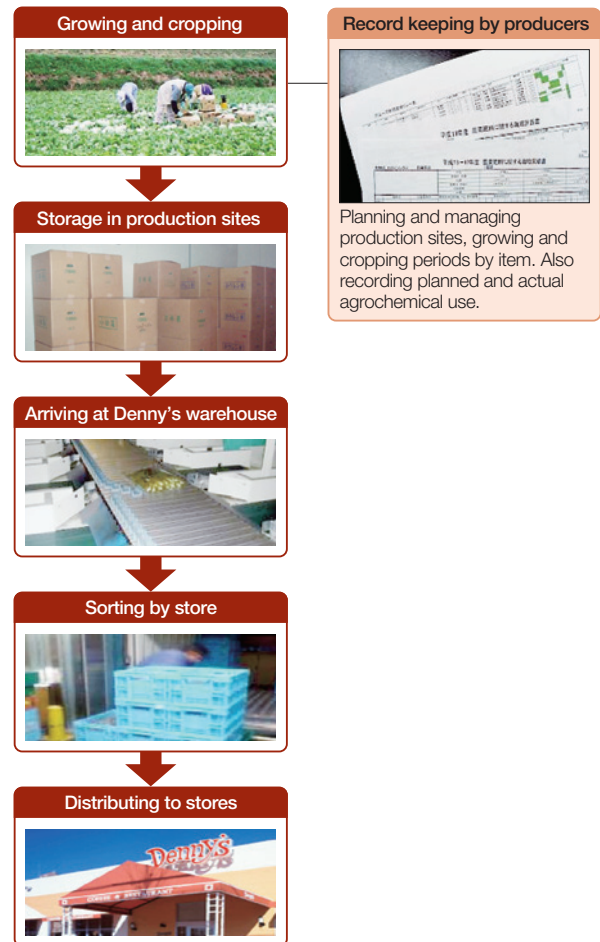 Growing and cropping
Record keeping by producers
Planning and managing
production sites, growing and
cropping periods by item. Also
recording planned and actual
agrochemical use.
Storage in production sites
Arriving at Denny's warehouse
Sorting by store
Distributing to stores
Denny's